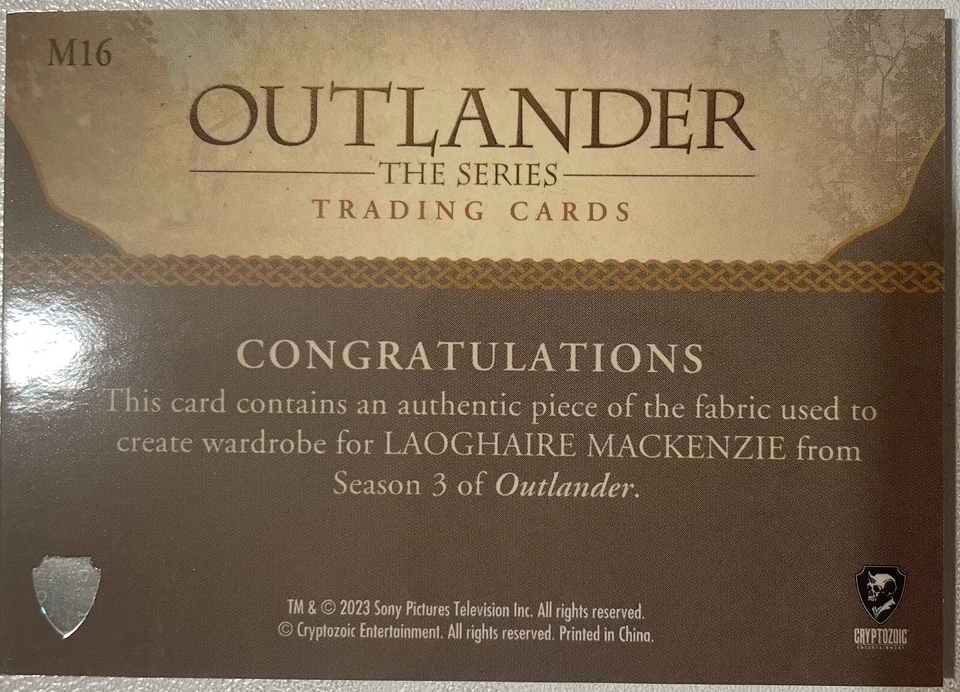 M16
OUTLANDER
THE SERIES
TRADING CARDS
CONGRATULATIONS
This card contains an authentic piece of the fabric used to
create wardrobe for LAOGHAIRE MACKENZIE from
Season 3 of Outlander.
TM & © 2023 Sony Pictures Television Inc. All rights reserved.
© Cryptozoic Entertainment. All rights reserved. Printed in China.
CRYPTOZOIC
ENTERTAINMENT